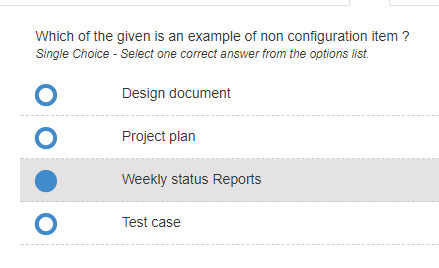 Which of the given is an example of non configuration item ?
Single Choice - Select one correct answer from the options list.
Design document
Project plan
Weekly status Reports
Test case